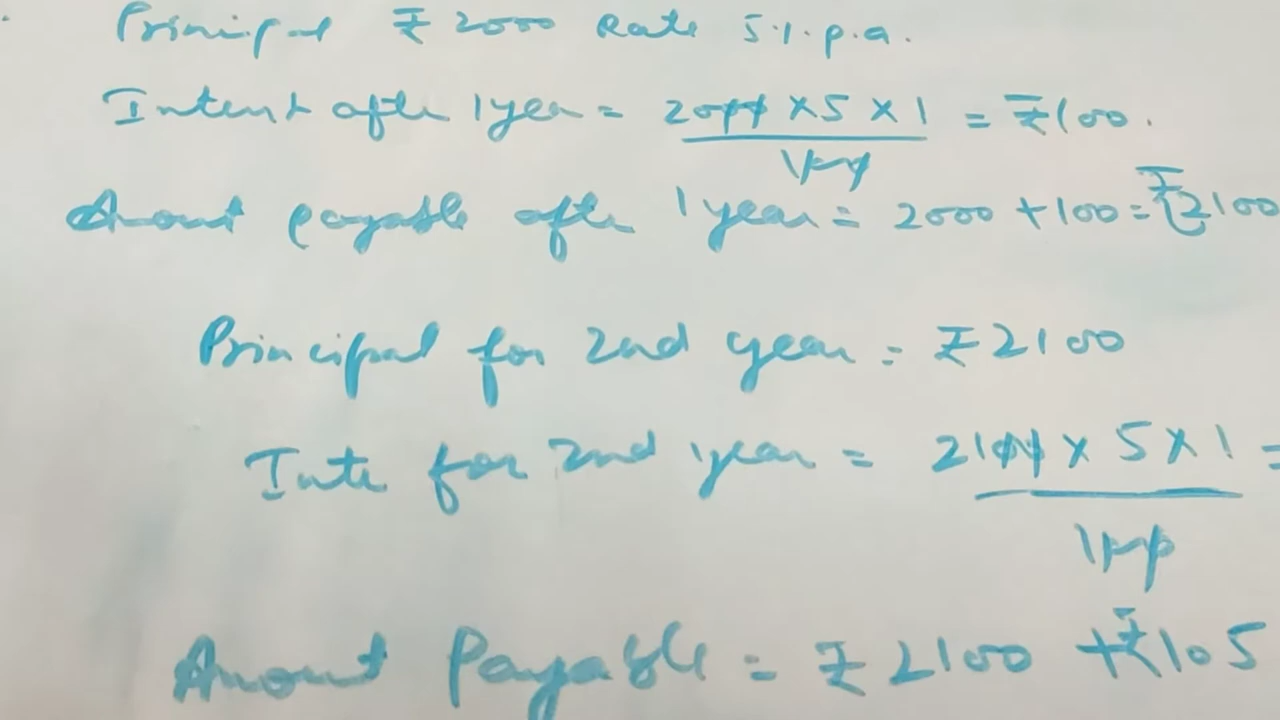 Principal ₹ 2000 Rate 5.1. p.a.
Interest after 1 year = 2000 × 5 × 1 = ₹100.
100
Amount payable after 1 year = 2000 + 100 = ₹2100
Principal for 2nd year = ₹2100
Inte for 2nd year = 2100 × 5 × 1 =
100
Amount Payable = ₹2100 + ₹105